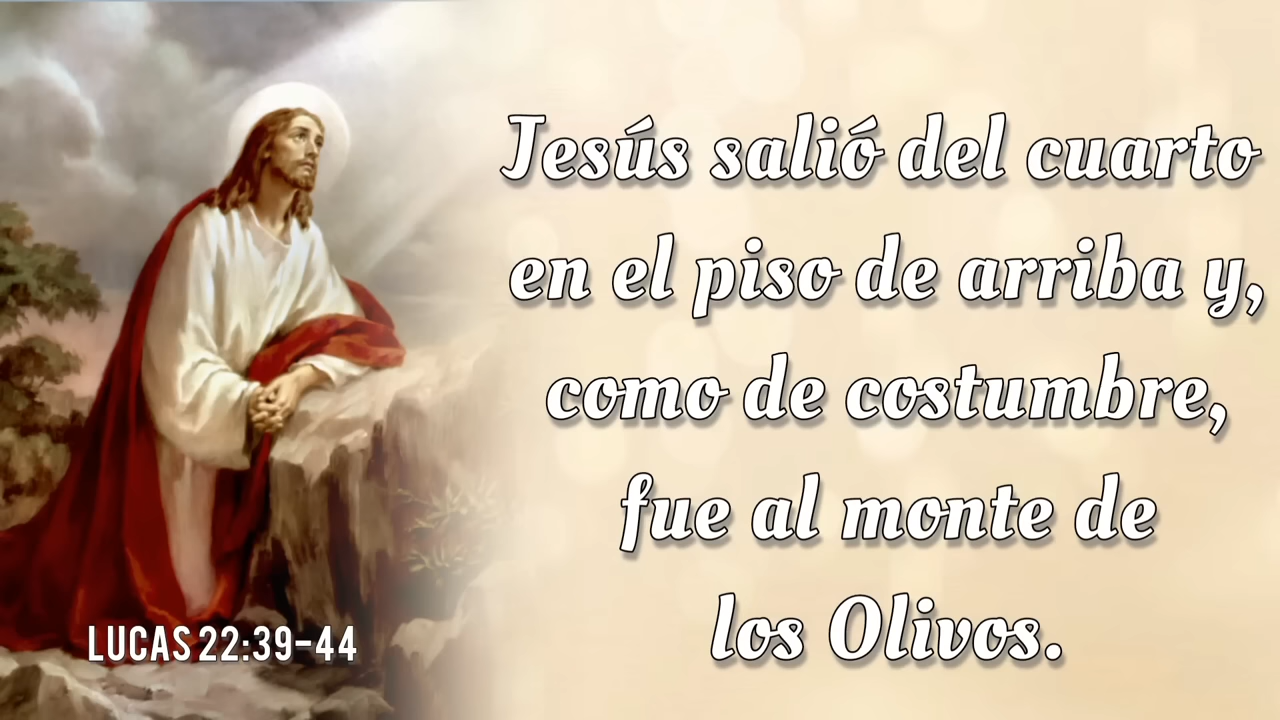 Jesús salió del cuarto
en el piso de arriba y,
como de costumbre,
fue al monte de
los Olivos.
LUCAS 22:39-44